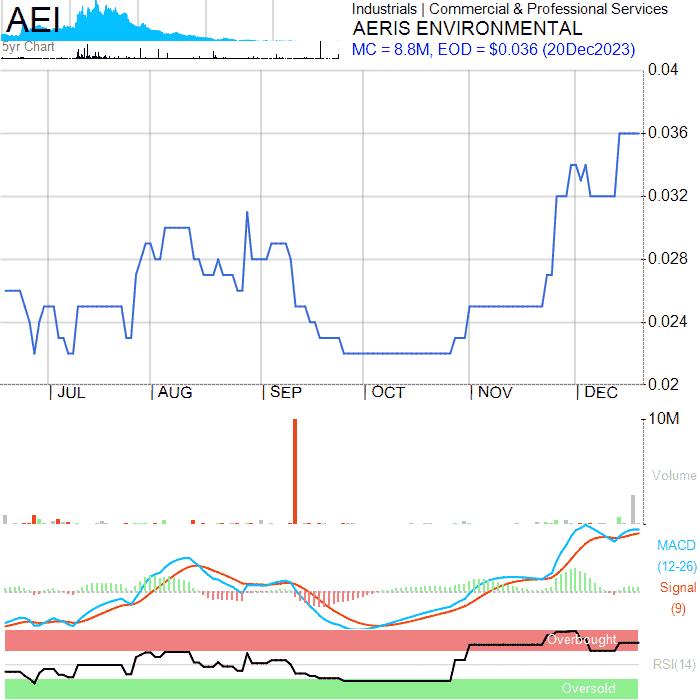 AEI
5yr Chart
Industrials | Commercial & Professional Services
AERIS ENVIRONMENTAL
MC = 8.8M, EOD = $0.036 (20Dec2023)
0.04
0.036
0.032
0.028
0.024
0.02
JUL AUG SEP OCT NOV DEC
10M
Volume
MACD
(12-26)
Signal
(9)
Overbought
RSI(14)
Oversold